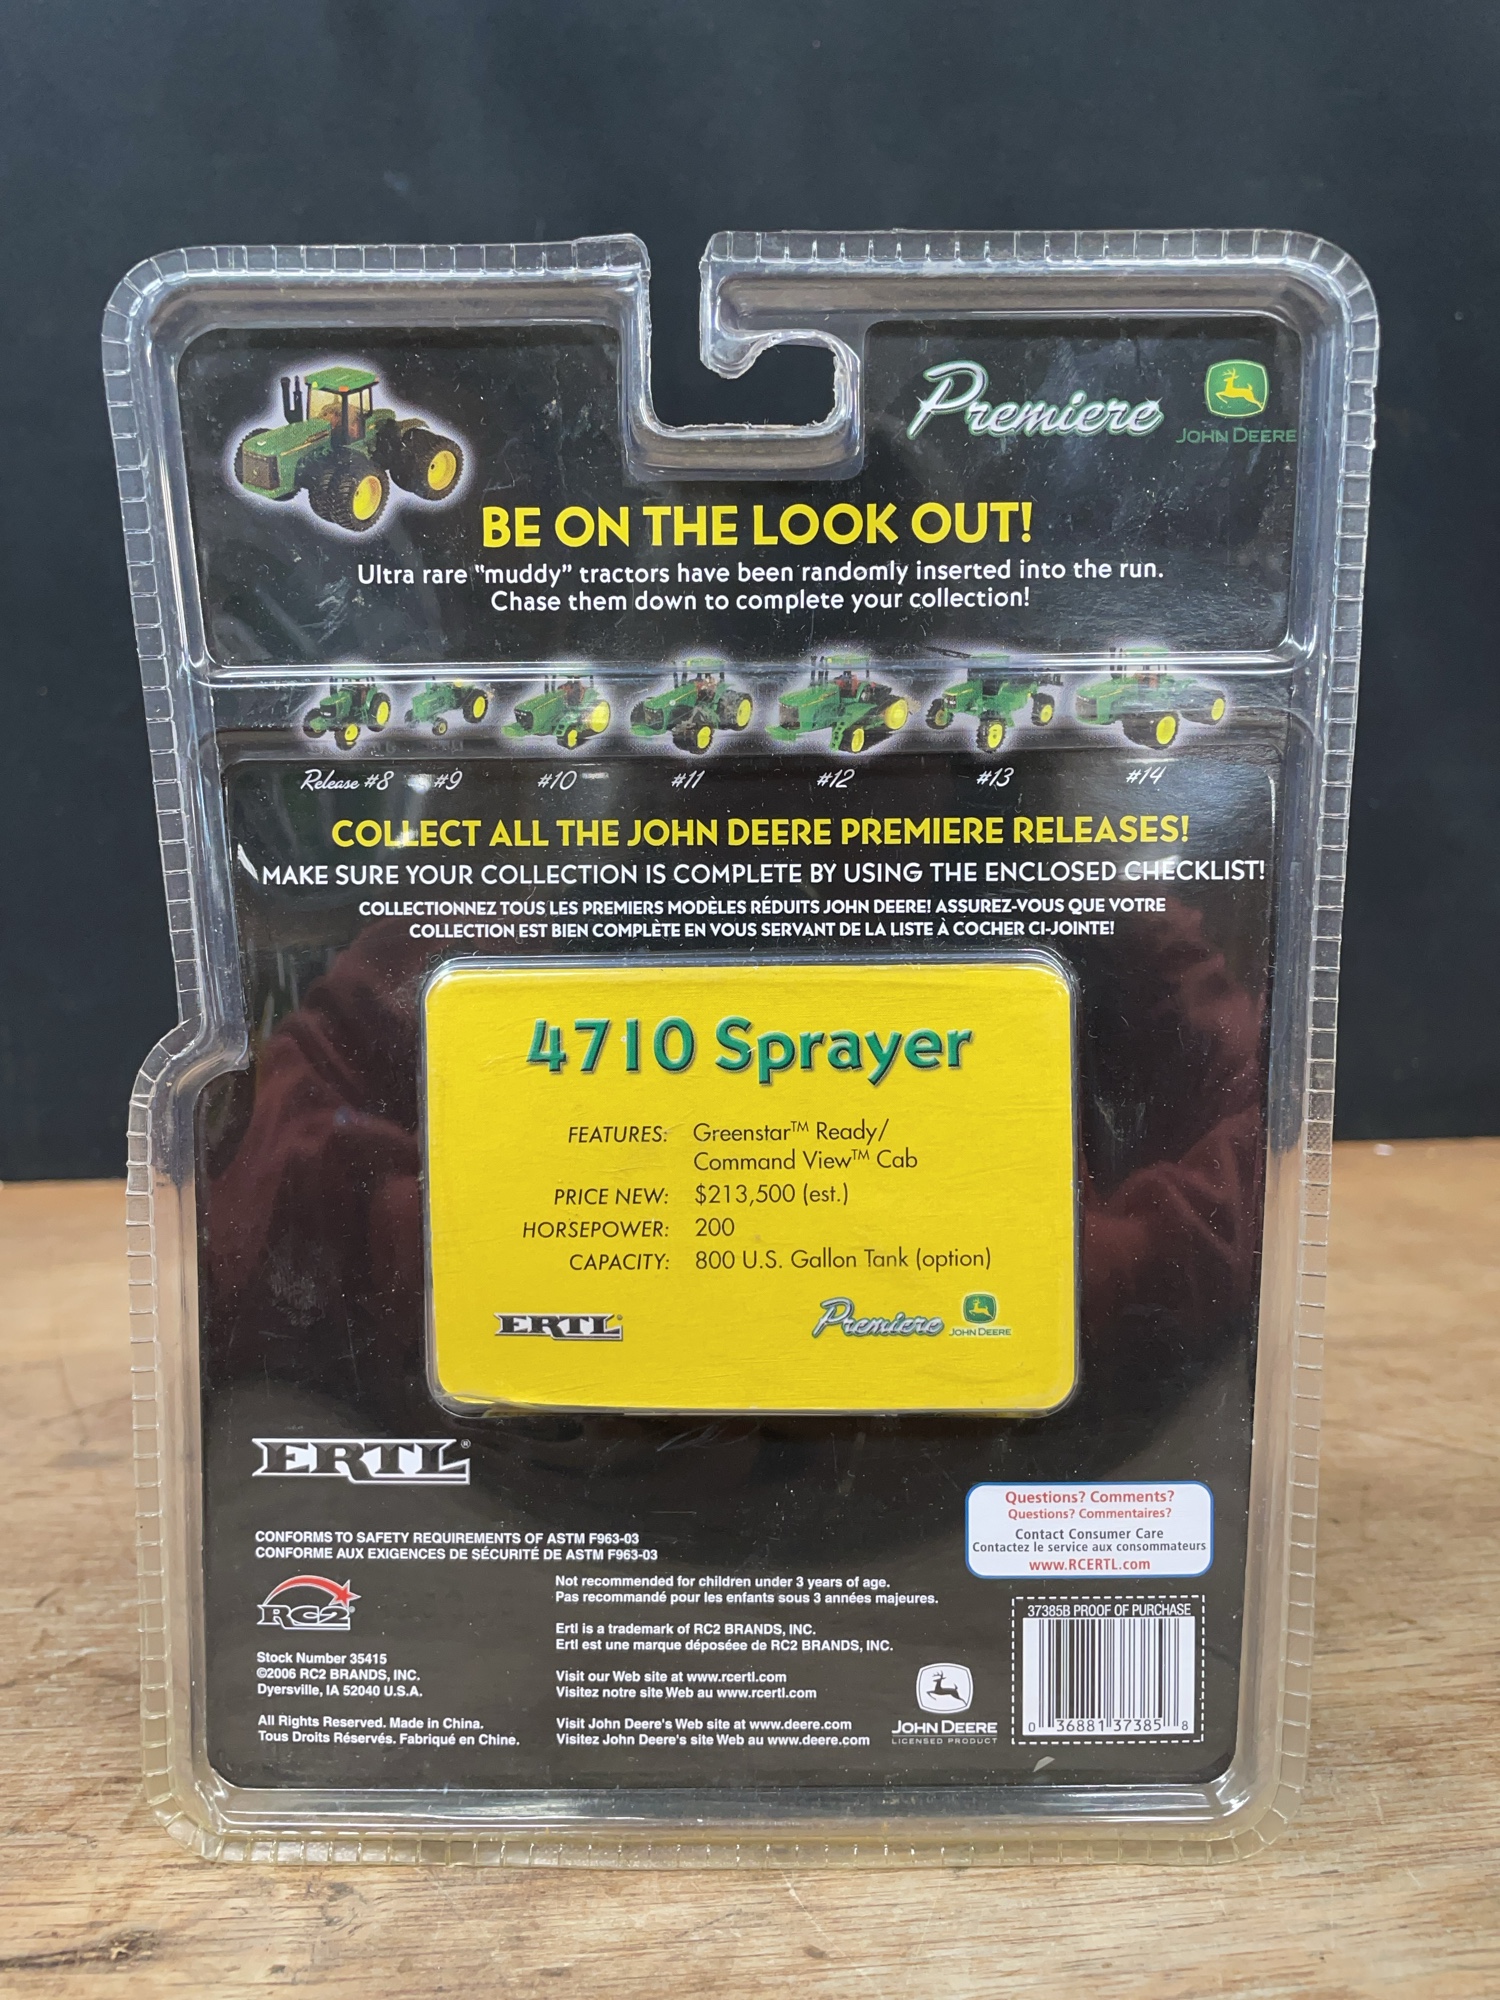 Premiere
JOHN DEERE
BE ON THE LOOK OUT!
Ultra rare "muddy" tractors have been randomly inserted into the run.
Chase them down to complete your collection!
Release #8 #9 #10 #11 #12 #13 #14
COLLECT ALL THE JOHN DEERE PREMIERE RELEASES!
MAKE SURE YOUR COLLECTION IS COMPLETE BY USING THE ENCLOSED CHECKLIST!
COLLECTIONNEZ TOUS LES PREMIERS MODÈLES RÉDUITS JOHN DEERE! ASSUREZ-VOUS QUE VOTRE
COLLECTION EST BIEN COMPLÈTE EN VOUS SERVANT DE LA LISTE À COCHER CI-JOINTE!
4710 Sprayer
FEATURES: Greenstar™ Ready/
Command View™ Cab
PRICE NEW: $213,500 (est.)
HORSEPOWER: 200
CAPACITY: 800 U.S. Gallon Tank (option)
ERTL® Premiere JOHN DEERE
ERTL®
CONFORMS TO SAFETY REQUIREMENTS OF ASTM F963-03
CONFORME AUX EXIGENCES DE SÉCURITÉ DE ASTM F963-03
RC2
Stock Number 35415
©2006 RC2 BRANDS, INC.
Dyersville, IA 52040 U.S.A.
All Rights Reserved. Made in China.
Tous Droits Réservés. Fabriqué en Chine.
Not recommended for children under 3 years of age.
Pas recommandé pour les enfants sous 3 années majeures.
Ertl is a trademark of RC2 BRANDS, INC.
Ertl est une marque déposéee de RC2 BRANDS, INC.
Visit our Web site at www.rcertl.com
Visitez notre site Web au www.rcertl.com
Visit John Deere's Web site at www.deere.com
Visitez John Deere's site Web au www.deere.com
JOHN DEERE
LICENSED PRODUCT
Questions? Comments?
Questions? Commentaires?
Contact Consumer Care
Contactez le service aux consommateurs
www.RCERTL.com
37385B PROOF OF PURCHASE
0 36881 37385 8